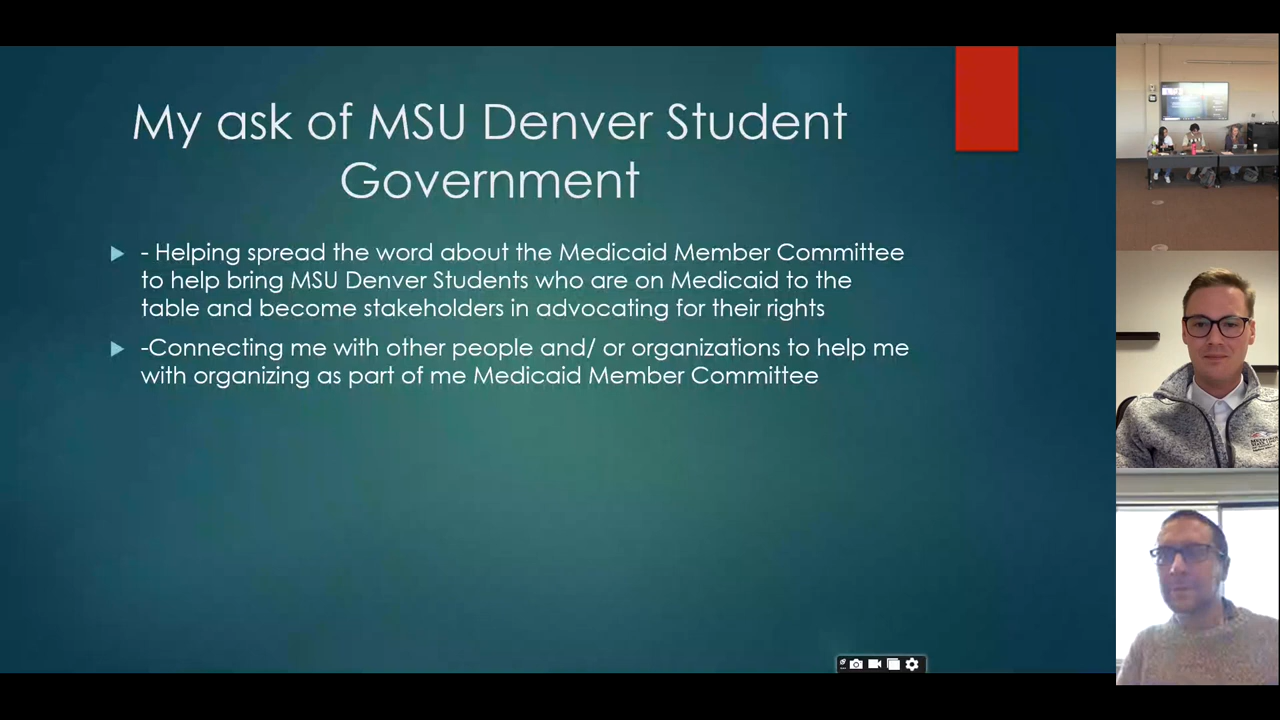 My ask of MSU Denver Student
Government
- Helping spread the word about the Medicaid Member Committee
to help bring MSU Denver Students who are on Medicaid to the
table and become stakeholders in advocating for their rights
-Connecting me with other people and/ or organizations to help me
with organizing as part of me Medicaid Member Committee